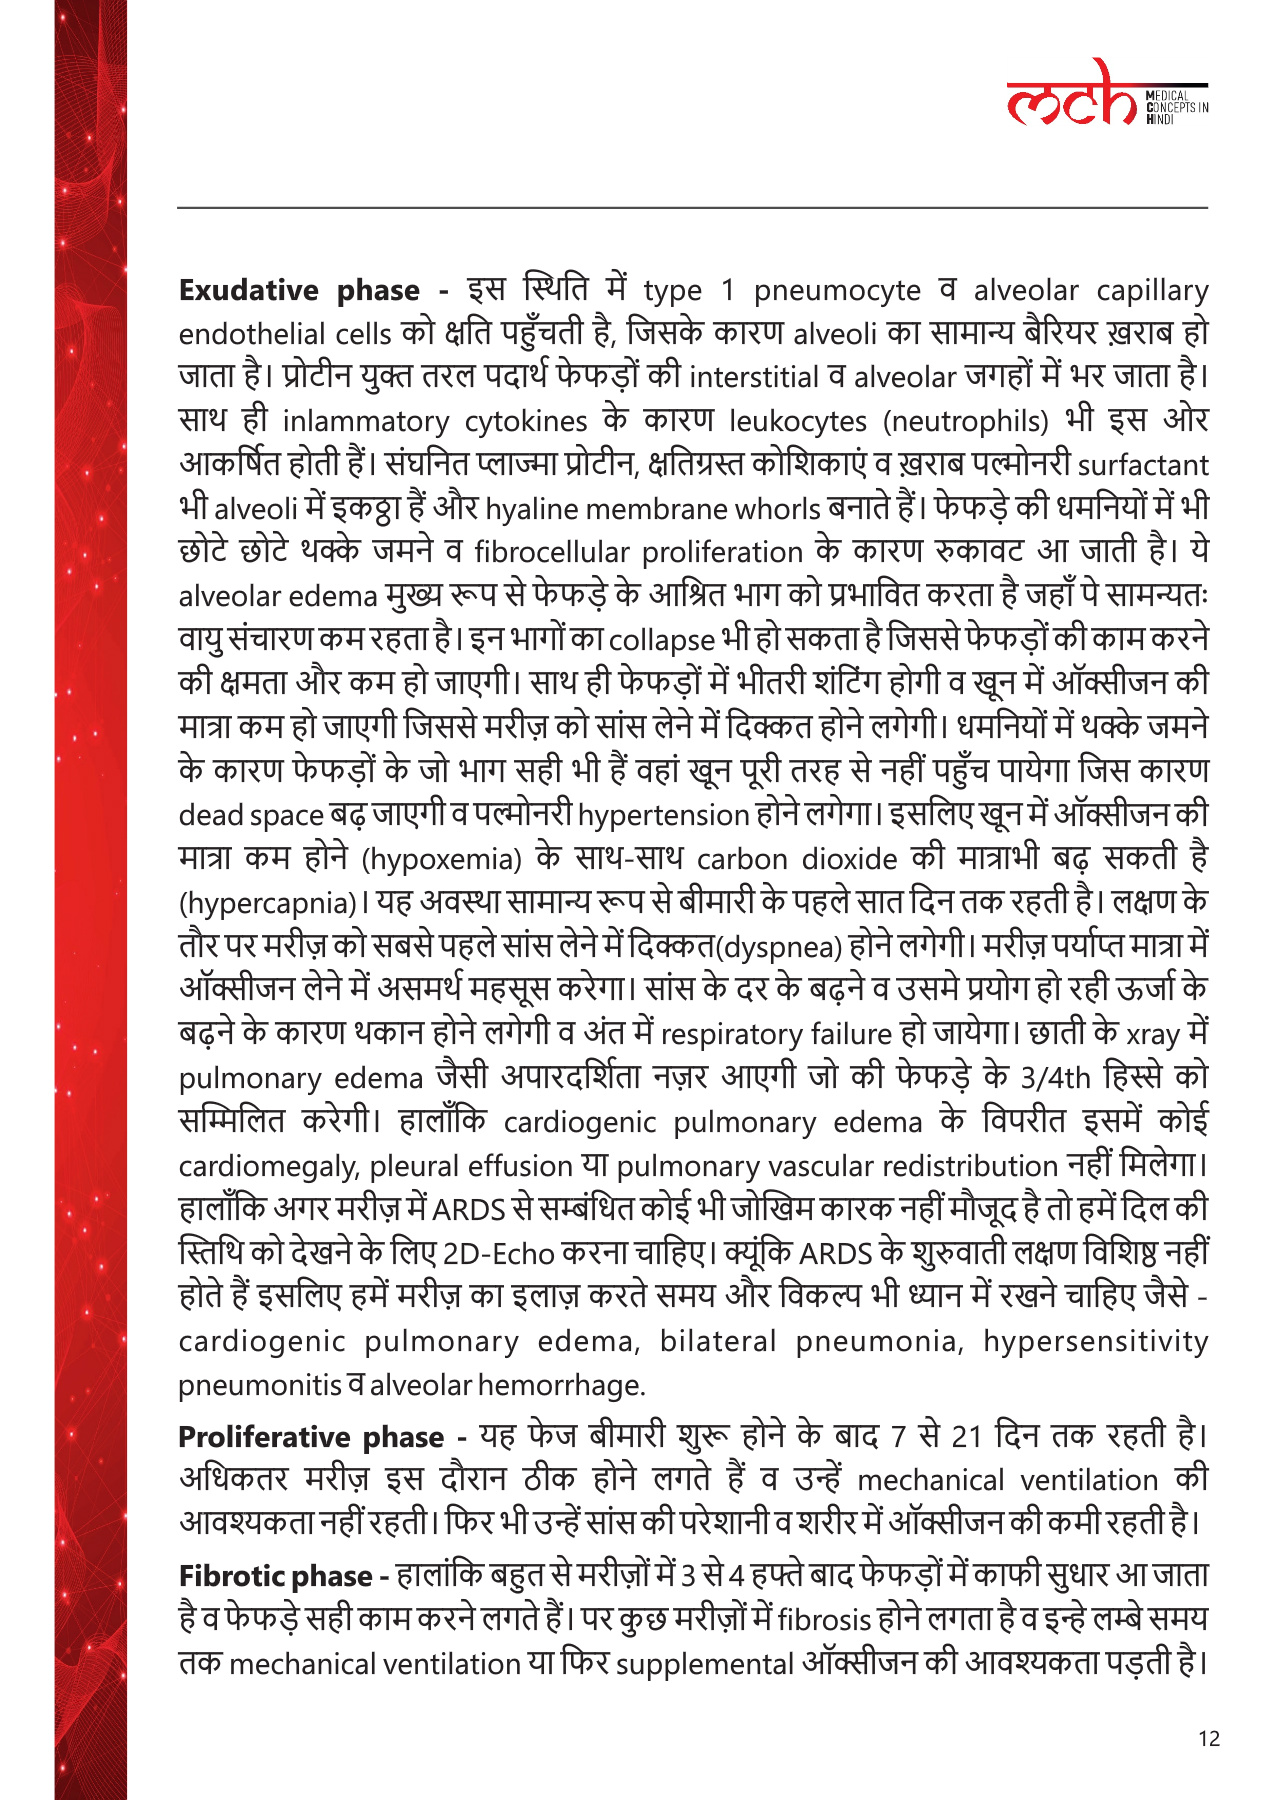 mch MEDICAL
CONCEPTS IN
HINDI
Exudative phase - इस स्थिति में type 1 pneumocyte व alveolar capillary
endothelial cells को क्षति पहुँचती है, जिसके कारण alveoli का सामान्य बैरियर ख़राब हो
जाता है। प्रोटीन युक्त तरल पदार्थ फेफड़ों की interstitial व alveolar जगहों में भर जाता है।
साथ ही inlammatory cytokines के कारण leukocytes (neutrophils) भी इस ओर
आकर्षित होती हैं। संघनित प्लाज्मा प्रोटीन, क्षतिग्रस्त कोशिकाएं व ख़राब पल्मोनरी surfactant
भी alveoli में इकठ्ठा हैं और hyaline membrane whorls बनाते हैं। फेफड़े की धमनियों में भी
छोटे छोटे थक्के जमने व fibrocellular proliferation के कारण रुकावट आ जाती है। ये
alveolar edema मुख्य रूप से फेफड़े के आश्रित भाग को प्रभावित करता है जहाँ पे सामन्यतः
वायु संचारण कम रहता है। इन भागों का collapse भी हो सकता है जिससे फेफड़ों की काम करने
की क्षमता और कम हो जाएगी। साथ ही फेफड़ों में भीतरी शंटिंग होगी व खून में ऑक्सीजन की
मात्रा कम हो जाएगी जिससे मरीज़ को सांस लेने में दिक्कत होने लगेगी। धमनियों में थक्के जमने
के कारण फेफड़ों के जो भाग सही भी हैं वहां खून पूरी तरह से नहीं पहुँच पायेगा जिस कारण
dead space बढ़ जाएगी व पल्मोनरी hypertension होने लगेगा। इसलिए खून में ऑक्सीजन की
मात्रा कम होने (hypoxemia) के साथ-साथ carbon dioxide की मात्राभी बढ़ सकती है
(hypercapnia)। यह अवस्था सामान्य रूप से बीमारी के पहले सात दिन तक रहती है। लक्षण के
तौर पर मरीज़ को सबसे पहले सांस लेने में दिक्कत(dyspnea) होने लगेगी। मरीज़ पर्याप्त मात्रा में
ऑक्सीजन लेने में असमर्थ महसूस करेगा। सांस के दर के बढ़ने व उसमे प्रयोग हो रही ऊर्जा के
बढ़ने के कारण थकान होने लगेगी व अंत में respiratory failure हो जायेगा। छाती के xray में
pulmonary edema जैसी अपारदर्शिता नज़र आएगी जो की फेफड़े के 3/4th हिस्से को
सम्मिलित करेगी। हालाँकि cardiogenic pulmonary edema के विपरीत इसमें कोई
cardiomegaly, pleural effusion या pulmonary vascular redistribution नहीं मिलेगा।
हालाँकि अगर मरीज़ में ARDS से सम्बंधित कोई भी जोखिम कारक नहीं मौजूद है तो हमें दिल की
स्तिथि को देखने के लिए 2D-Echo करना चाहिए। क्यूंकि ARDS के शुरुवाती लक्षण विशिष्ठ नहीं
होते हैं इसलिए हमें मरीज़ का इलाज़ करते समय और विकल्प भी ध्यान में रखने चाहिए जैसे -
cardiogenic pulmonary edema, bilateral pneumonia, hypersensitivity
pneumonitis व alveolar hemorrhage.
Proliferative phase - यह फेज बीमारी शुरू होने के बाद 7 से 21 दिन तक रहती है।
अधिकतर मरीज़ इस दौरान ठीक होने लगते हैं व उन्हें mechanical ventilation की
आवश्यकता नहीं रहती। फिर भी उन्हें सांस की परेशानी व शरीर में ऑक्सीजन की कमी रहती है।
Fibrotic phase - हालांकि बहुत से मरीज़ों में 3 से 4 हफ्ते बाद फेफड़ों में काफी सुधार आ जाता
है व फेफड़े सही काम करने लगते हैं। पर कुछ मरीज़ों में fibrosis होने लगता है व इन्हे लम्बे समय
तक mechanical ventilation या फिर supplemental ऑक्सीजन की आवश्यकता पड़ती है।
12